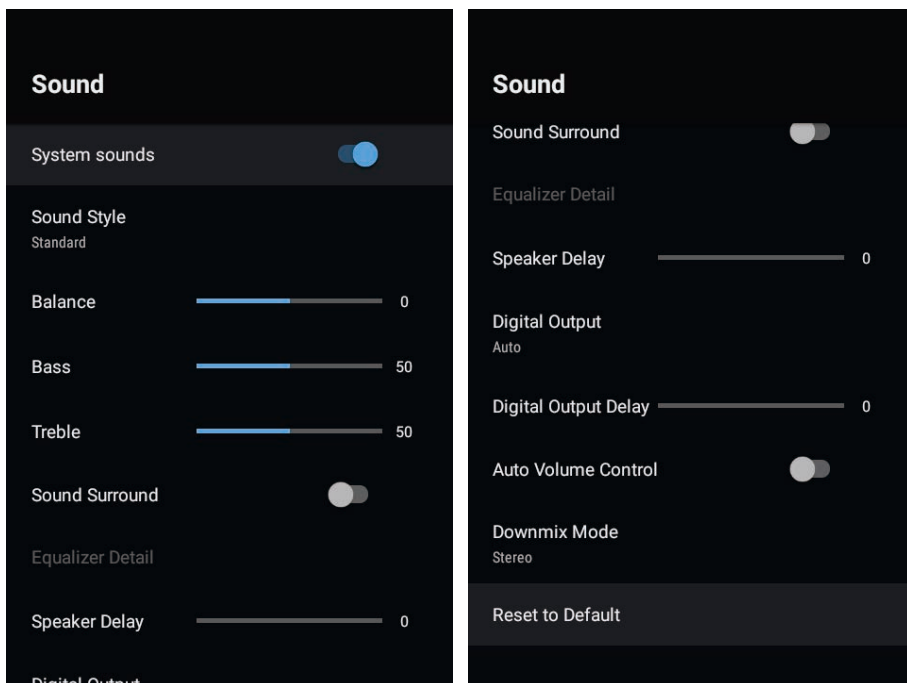 Sound
System sounds
Sound Style
Standard
Balance 0
Bass 50
Treble 50
Sound Surround
Equalizer Detail
Speaker Delay 0
Digital Output
Sound
Sound Surround
Equalizer Detail
Speaker Delay 0
Digital Output
Auto
Digital Output Delay 0
Auto Volume Control
Downmix Mode
Stereo
Reset to Default